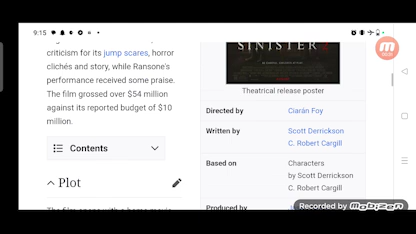 9:15
criticism for its jump scares, horror
clichés and story, while Ransone's
performance received some praise.
The film grossed over $54 million
against its reported budget of $10
million.
Contents
Plot
SINISTER 2
Theatrical release poster
Directed by Ciarán Foy
Written by Scott Derrickson
C. Robert Cargill
Based on Characters
by Scott Derrickson
C. Robert Cargill
Produced by
Recorded by Mobizen